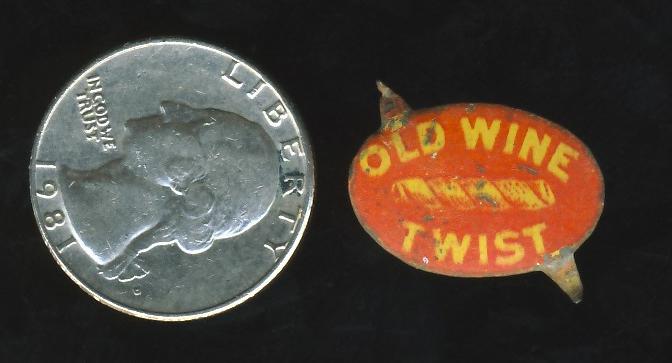 LIBERTY
IN GOD WE
TRUST
1981
OLD WINE
TWIST